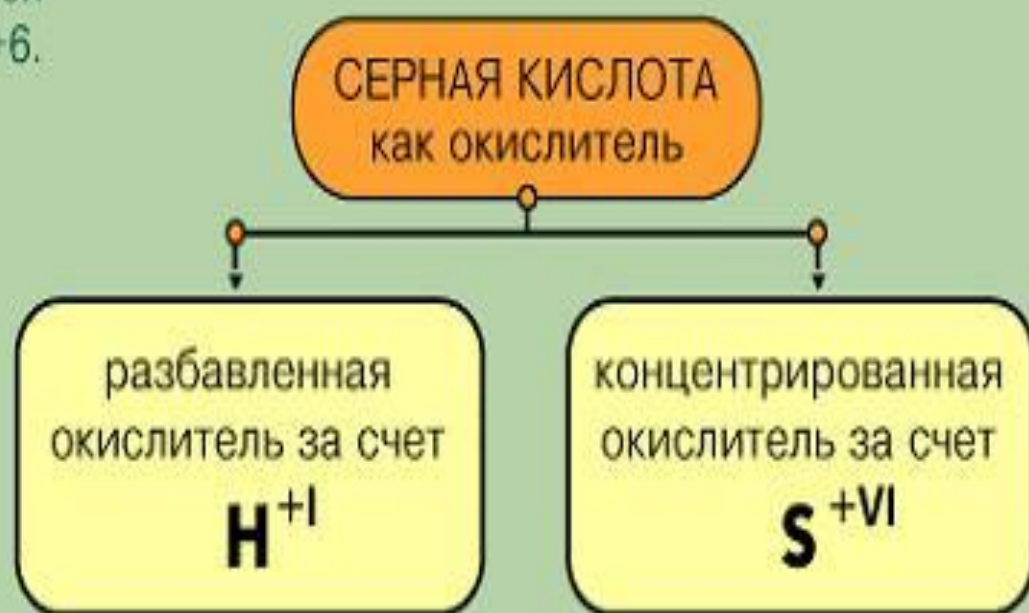 +6.
СЕРНАЯ КИСЛОТА
как окислитель
разбавленная
окислитель за счет
H +I
концентрированная
окислитель за счет
S +VI